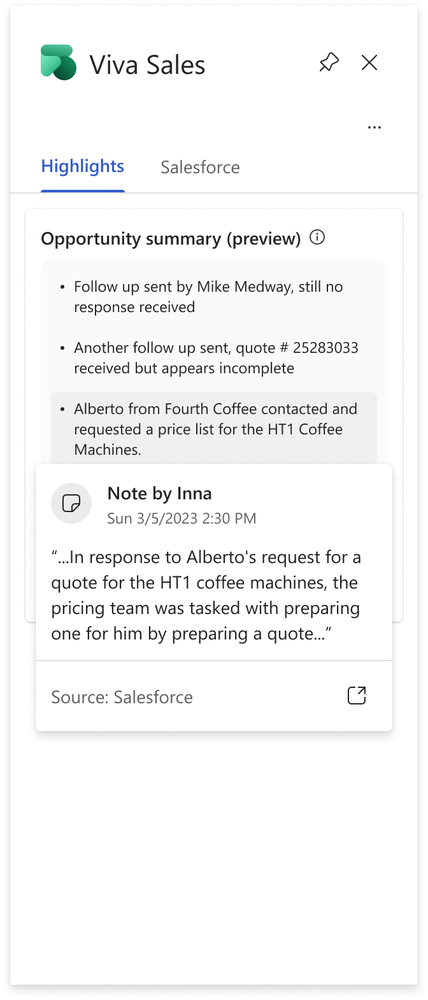 Viva Sales
...
Highlights Salesforce
Opportunity summary (preview)
• Follow up sent by Mike Medway, still no
response received
• Another follow up sent, quote # 25283033
received but appears incomplete
• Alberto from Fourth Coffee contacted and
requested a price list for the HT1 Coffee
Machines.
Note by Inna
Sun 3/5/2023 2:30 PM
“...In response to Alberto's request for a
quote for the HT1 coffee machines, the
pricing team was tasked with preparing
one for him by preparing a quote...”
Source: Salesforce